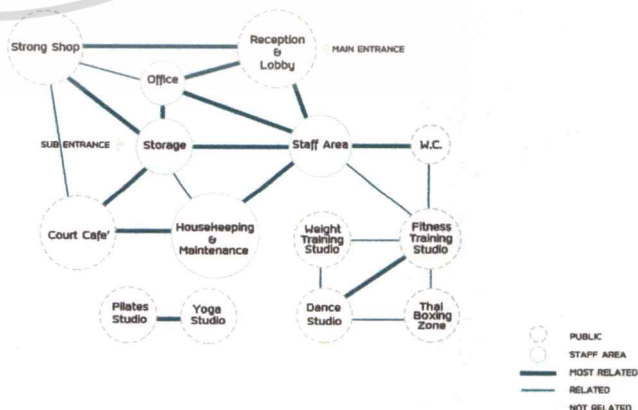 Strong Shop
Reception
&
Lobby
MAIN ENTRANCE
Office
SUB ENTRANCE
Storage
Staff Area
W.C.
Court Cafe'
Housekeeping
&
Maintenance
Weight
Training
Studio
Fitness
Training
Studio
Pilates
Studio
Yoga
Studio
Dance
Studio
Thai
Boxing
Zone
PUBLIC
STAFF AREA
MOST RELATED
RELATED
NOT RELATED